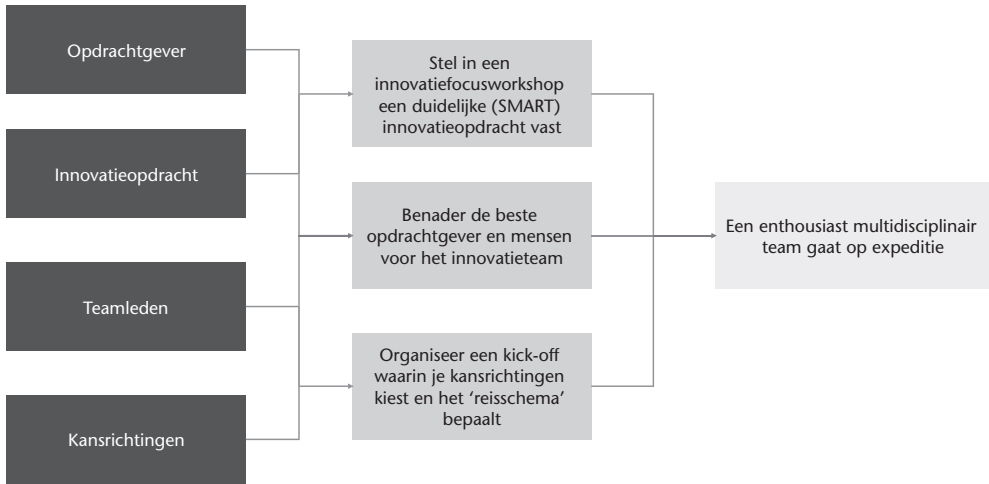 Opdrachtgever
Innovatieopdracht
Teamleden
Kansrichtingen
Stel in een
innovatiefocusworkshop
een duidelijke (SMART)
innovatieopdracht vast
Benader de beste
opdrachtgever en mensen
voor het innovatieteam
Organiseer een kick-off
waarin je kansrichtingen
kiest en het ‘reisschema’
bepaalt
Een enthousiast multidisciplinair
team gaat op expeditie